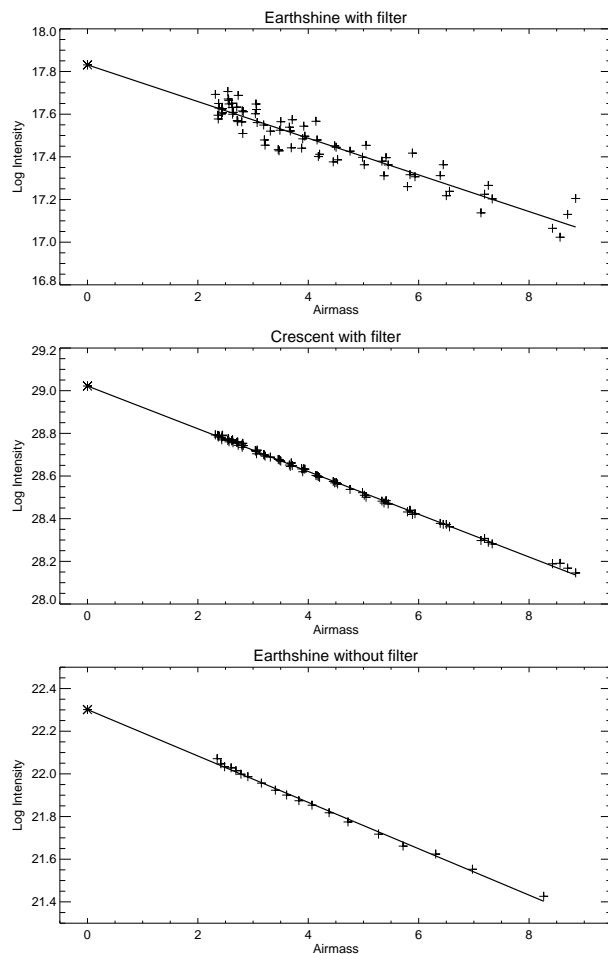 Earthshine with filter
18.0
17.8
17.6
17.4
17.2
17.0
16.8
Log Intensity
0 2 4 6 8
Airmass
Crescent with filter
29.2
29.0
28.8
28.6
28.4
28.2
28.0
Log Intensity
0 2 4 6 8
Airmass
Earthshine without filter
22.4
22.2
22.0
21.8
21.6
21.4
Log Intensity
0 2 4 6 8
Airmass